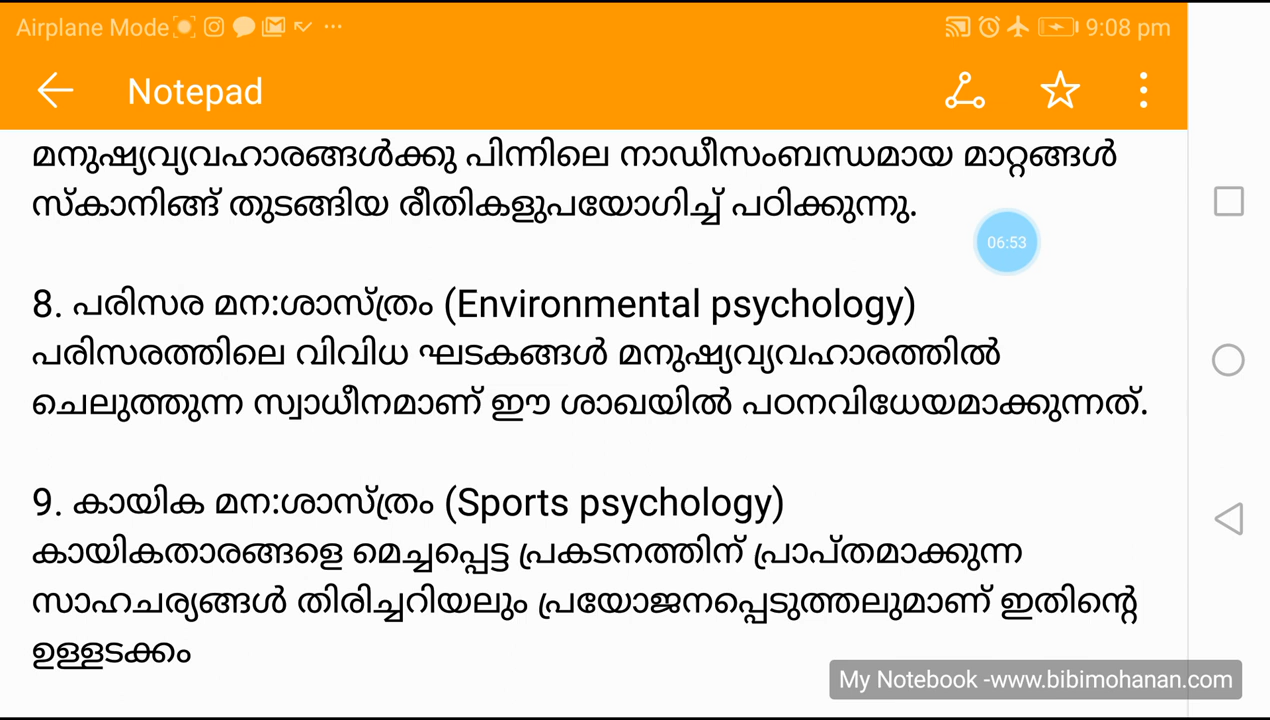 Airplane Mode ... 9:08 pm
Notepad
മനുഷ്യവ്യവഹാരങ്ങൾക്കു പിന്നിലെ നാഡീസംബന്ധമായ മാറ്റങ്ങൾ
സ്കാനിങ്ങ് തുടങ്ങിയ രീതികളുപയോഗിച്ച് പഠിക്കുന്നു.
06:53
8. പരിസര മന:ശാസ്ത്രം (Environmental psychology)
പരിസരത്തിലെ വിവിധ ഘടകങ്ങൾ മനുഷ്യവ്യവഹാരത്തിൽ
ചെലുത്തുന്ന സ്വാധീനമാണ് ഈ ശാഖയിൽ പഠനവിധേയമാക്കുന്നത്.
9. കായിക മന:ശാസ്ത്രം (Sports psychology)
കായികതാരങ്ങളെ മെച്ചപ്പെട്ട പ്രകടനത്തിന് പ്രാപ്തമാക്കുന്ന
സാഹചര്യങ്ങൾ തിരിച്ചറിയലും പ്രയോജനപ്പെടുത്തലുമാണ് ഇതിന്റെ
ഉള്ളടക്കം
My Notebook -www.bibimohanan.com